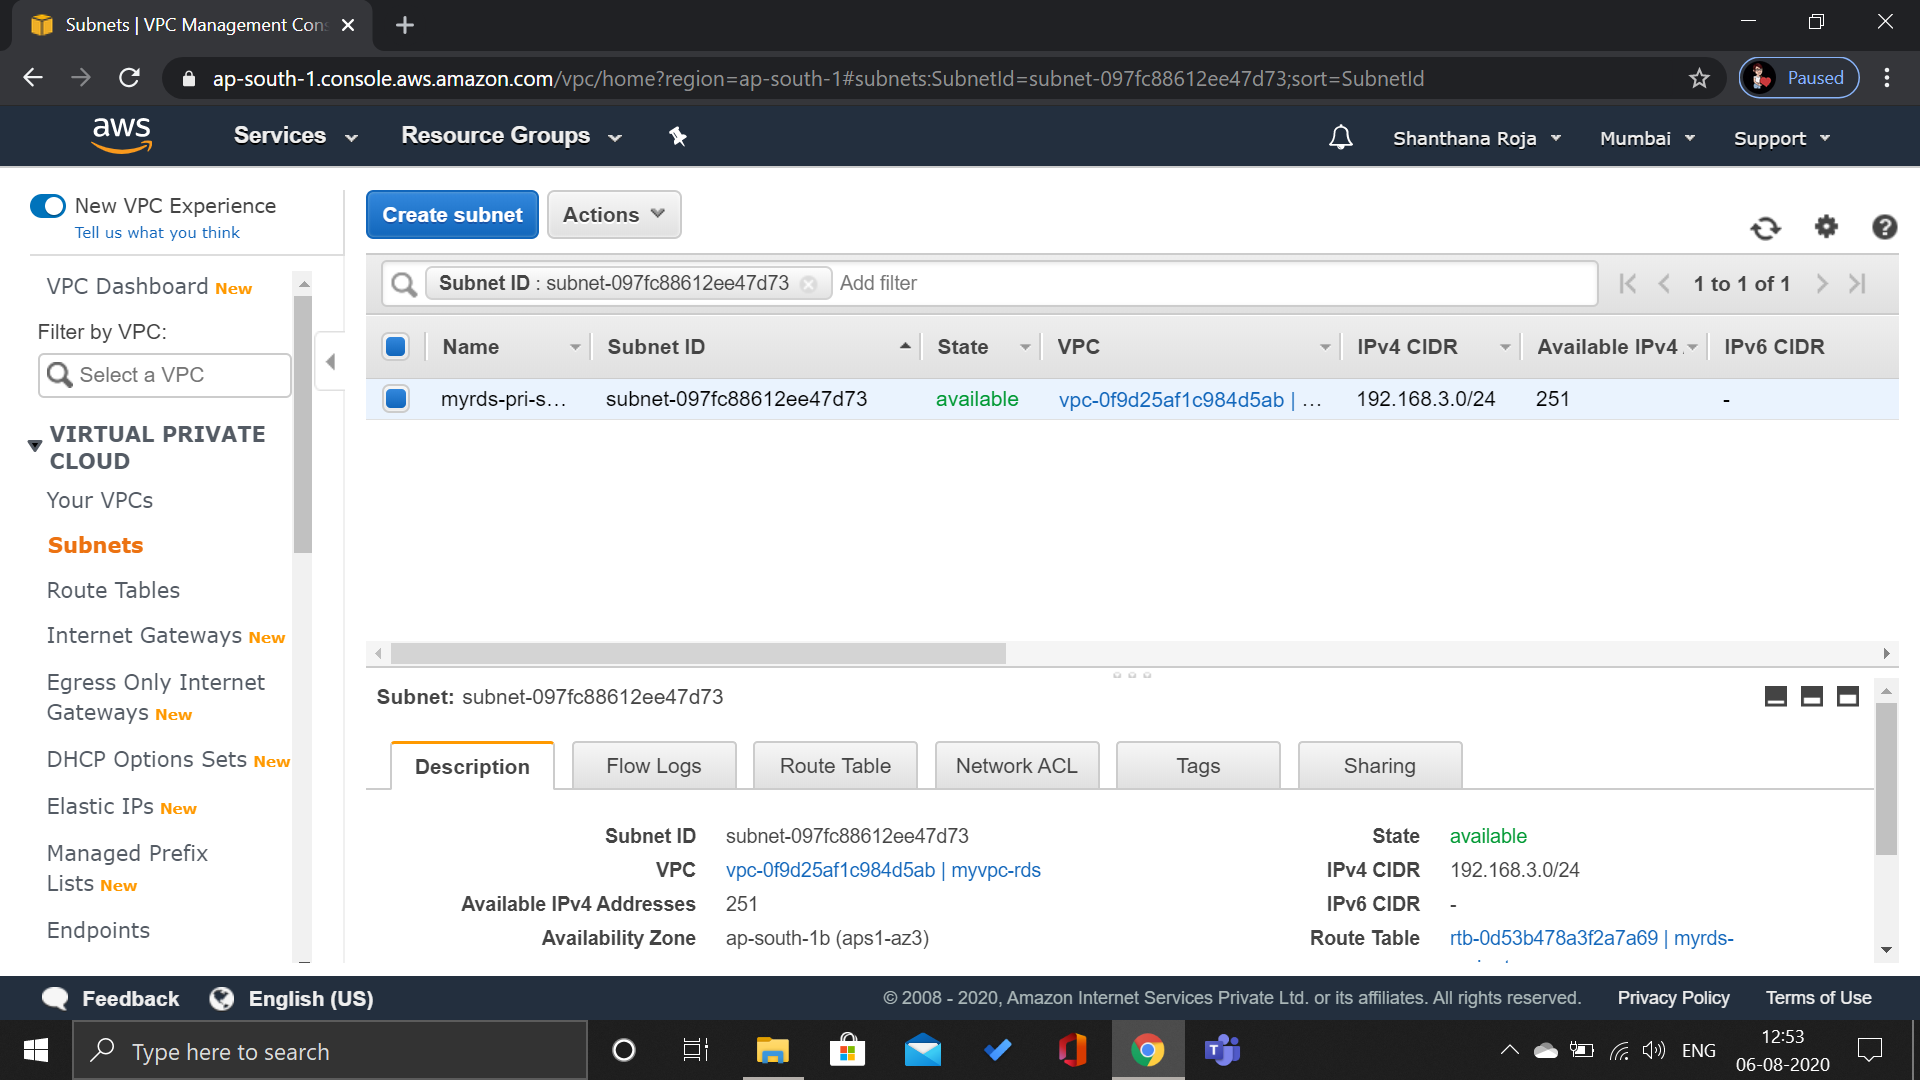 Subnets | VPC Management Con
ap-south-1.console.aws.amazon.com/vpc/home?region=ap-south-1#subnets:SubnetId=subnet-097fc88612ee47d73;sort=SubnetId
Paused
aws
Services
Resource Groups
Shanthana Roja
Mumbai
Support
New VPC Experience
Tell us what you think
Create subnet
Actions
VPC Dashboard New
Filter by VPC:
Select a VPC
VIRTUAL PRIVATE
CLOUD
Your VPCs
Subnets
Route Tables
Internet Gateways New
Egress Only Internet
Gateways New
DHCP Options Sets New
Elastic IPs New
Managed Prefix
Lists New
Endpoints
Subnet ID : subnet-097fc88612ee47d73
Add filter
1 to 1 of 1
Name Subnet ID State VPC IPv4 CIDR Available IPv4 IPv6 CIDR
myrds-pri-s... subnet-097fc88612ee47d73 available vpc-0f9d25af1c984d5ab | ... 192.168.3.0/24 251 -
Subnet: subnet-097fc88612ee47d73
Description Flow Logs Route Table Network ACL Tags Sharing
Subnet ID subnet-097fc88612ee47d73 State available
VPC vpc-0f9d25af1c984d5ab | myvpc-rds IPv4 CIDR 192.168.3.0/24
Available IPv4 Addresses 251 IPv6 CIDR -
Availability Zone ap-south-1b (aps1-az3) Route Table rtb-0d53b478a3f2a7a69 | myrds-
Feedback
English (US)
© 2008 - 2020, Amazon Internet Services Private Ltd. or its affiliates. All rights reserved.
Privacy Policy
Terms of Use
Type here to search
ENG
12:53
06-08-2020